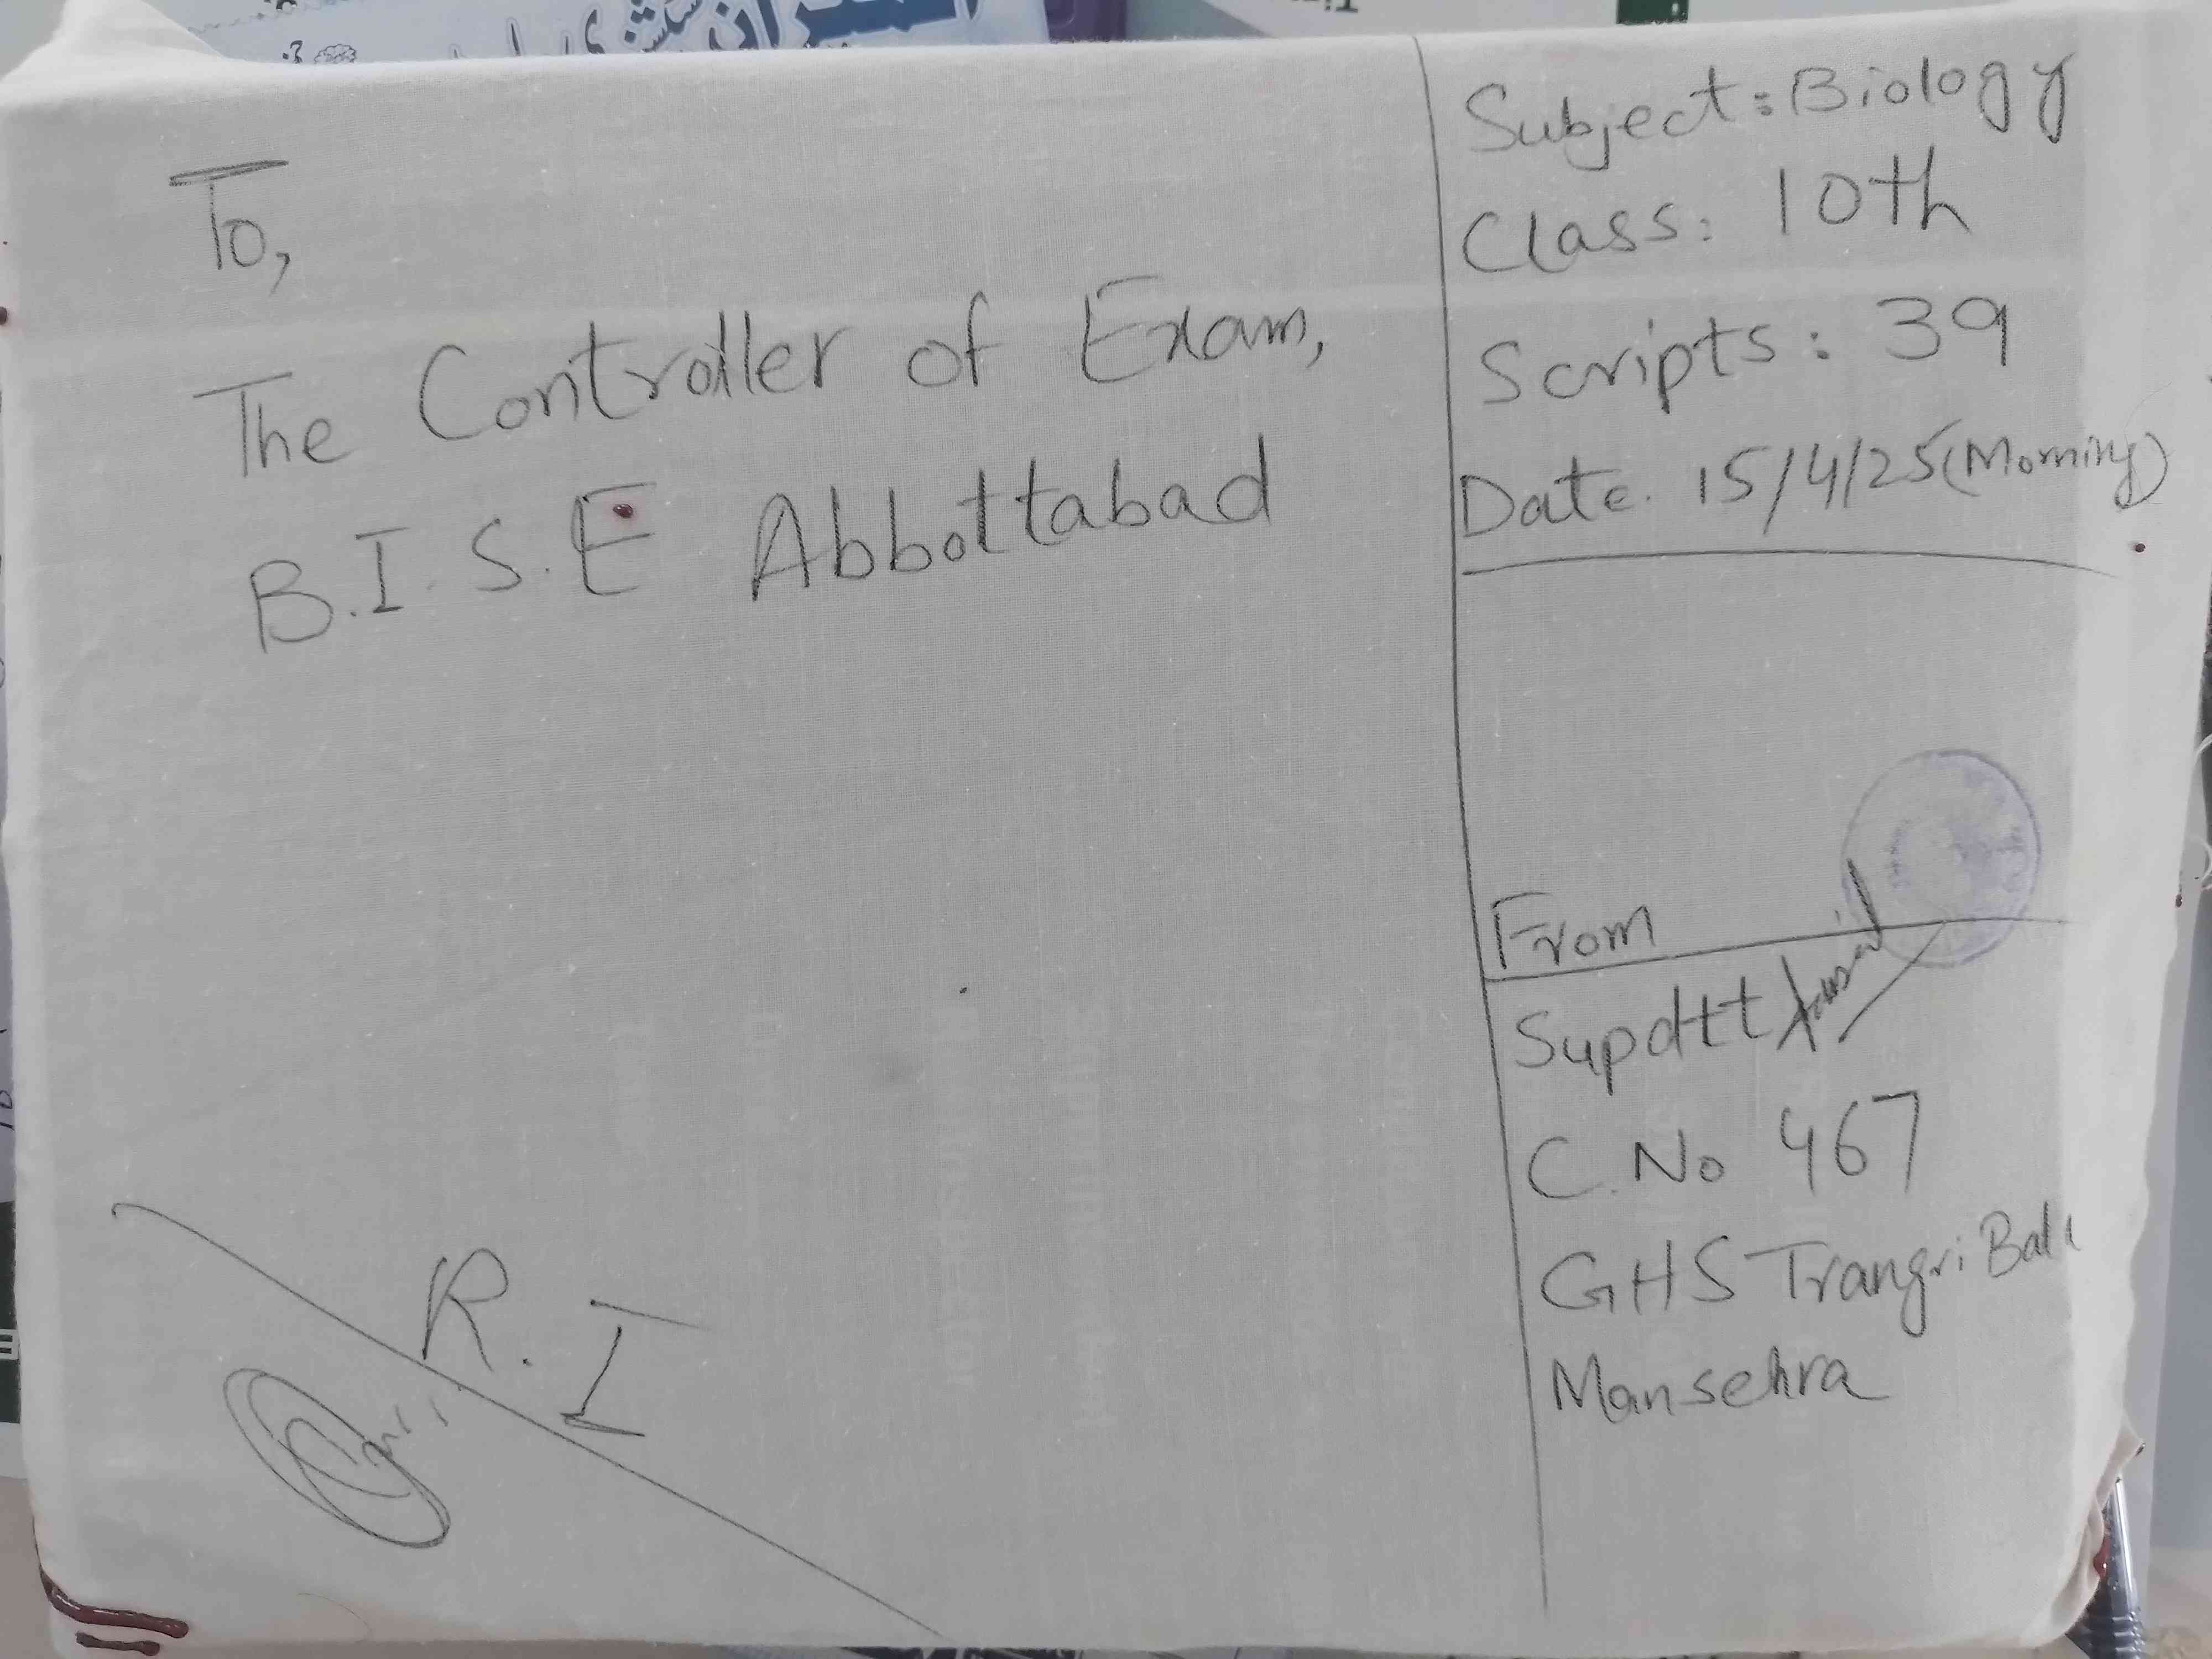 To,
The Controller of Exam,
B.I.S.E Abbottabad
R.I
Subject: Biology
Class: 10th
Scripts: 39
Date. 15/4/25 (Morning)
From
Supdtt
C.No 467
GHS Trangri Bala
Mansehra